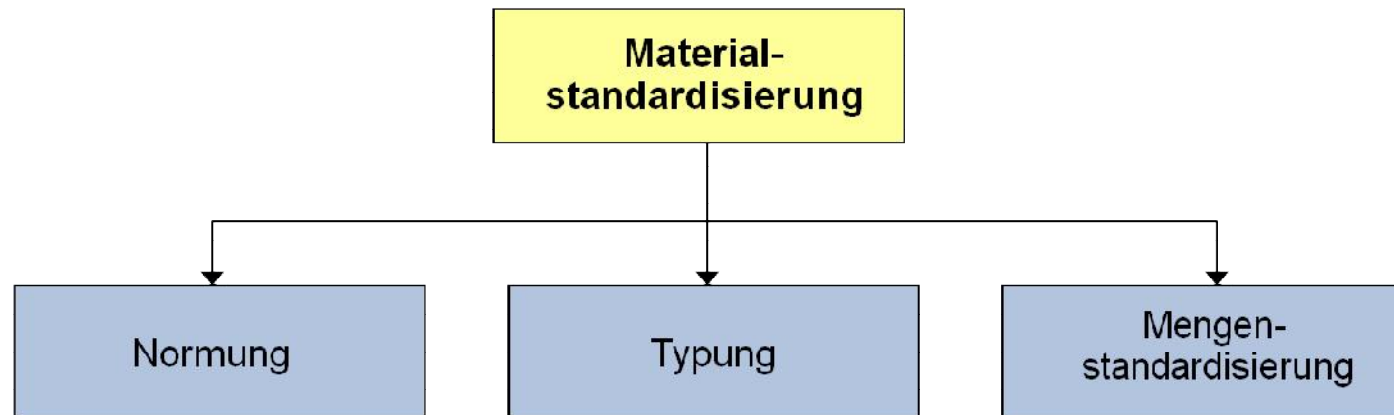 Material-
standardisierung
Normung
Typung
Mengen-
standardisierung